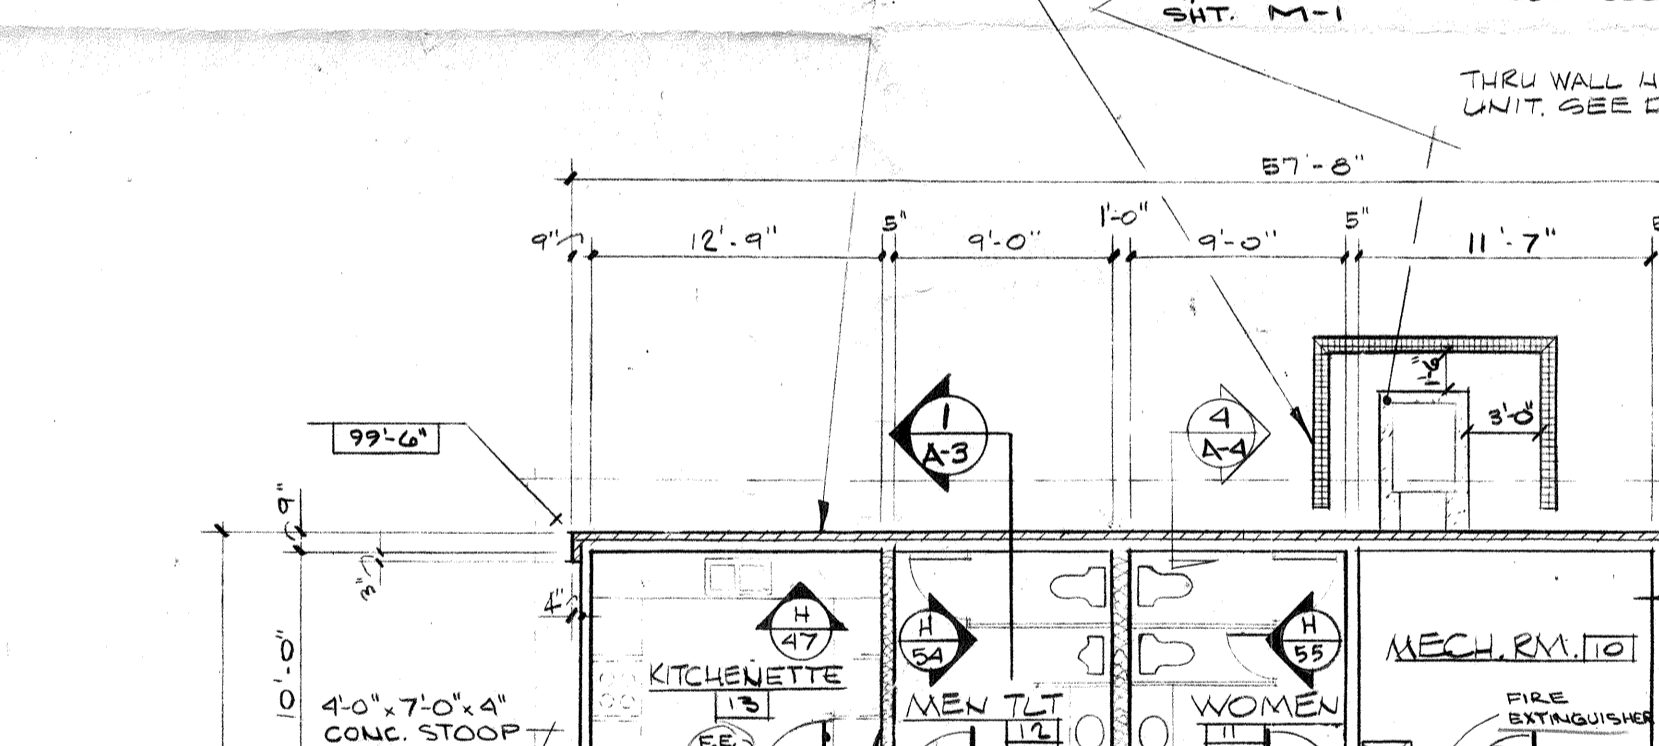 SHT. M-1
THRU WALL
UNIT. SEE
57'-8"
9"
12'-9"
5"
9'-0"
1'-0"
9'-0"
5"
11'-7"
1'-6"
3'-0"
1
A-3
4
A-4
99'-6"
9"
3"
4"
10'-0"
H
47
H
54
H
55
KITCHENETTE
13
MEN TLT
12
WOMEN
11
MECH. RM. 10
FIRE
EXTINGUISHER
4'-0" x 7'-0" x 4"
CONC. STOOP
F.E.